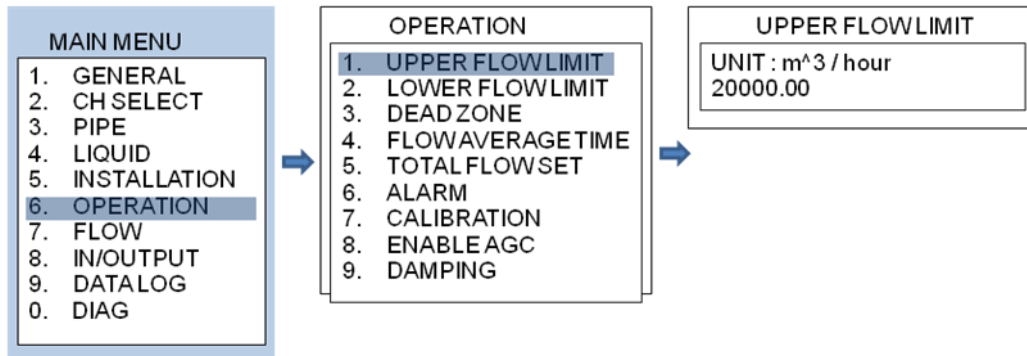 MAIN MENU
1. GENERAL
2. CH SELECT
3. PIPE
4. LIQUID
5. INSTALLATION
6. OPERATION
7. FLOW
8. IN/OUTPUT
9. DATA LOG
0. DIAG
OPERATION
1. UPPER FLOW LIMIT
2. LOWER FLOW LIMIT
3. DEAD ZONE
4. FLOW AVERAGE TIME
5. TOTAL FLOW SET
6. ALARM
7. CALIBRATION
8. ENABLE AGC
9. DAMPING
UPPER FLOW LIMIT
UNIT : m^3 / hour
20000.00